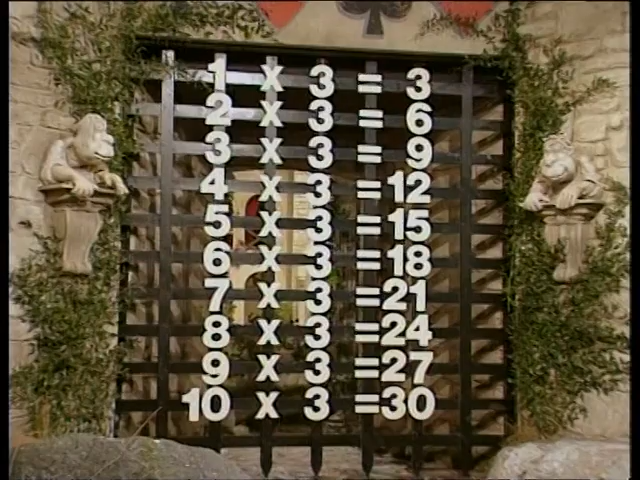 1 x 3 = 3
2 x 3 = 6
3 x 3 = 9
4 x 3 = 12
5 x 3 = 15
6 x 3 = 18
7 x 3 = 21
8 x 3 = 24
9 x 3 = 27
10 x 3 = 30